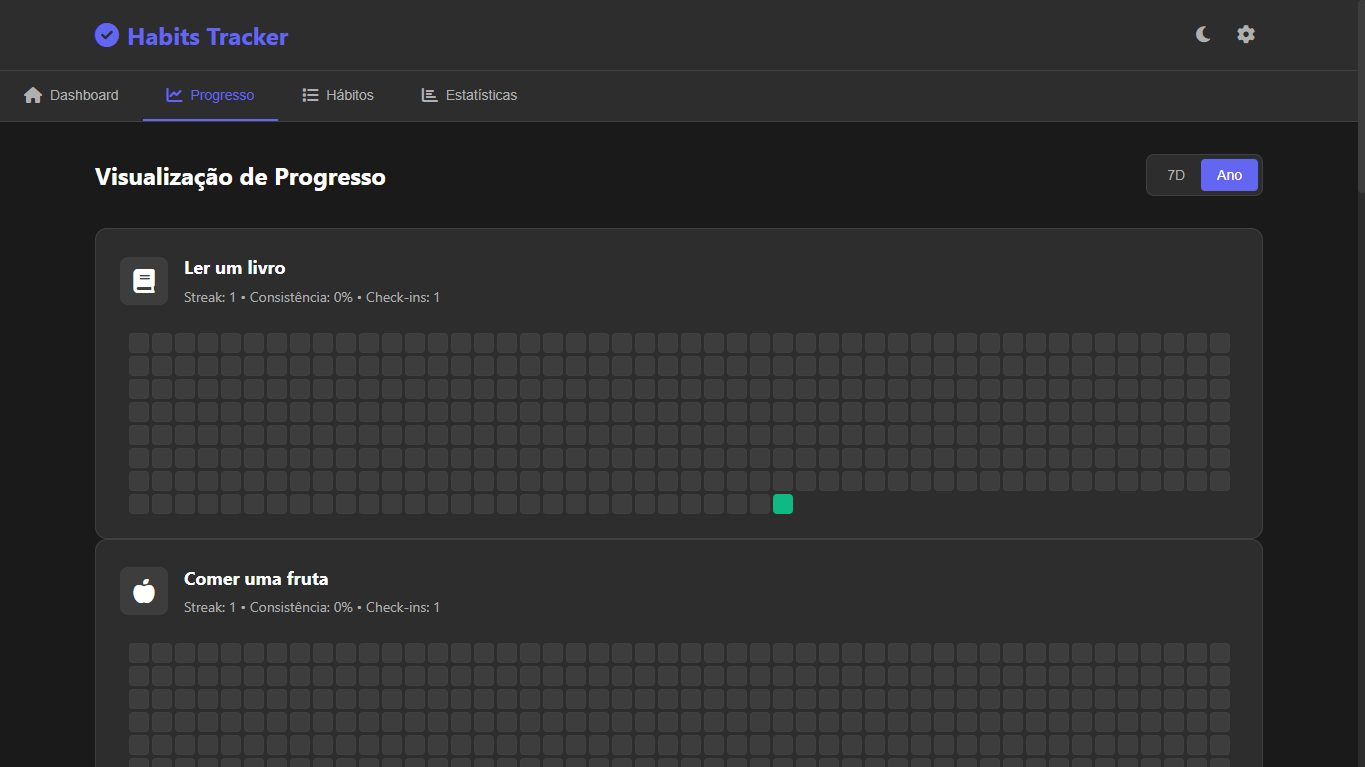 Habits Tracker
Dashboard
Progresso
Hábitos
Estatísticas
Visualização de Progresso
7D
Ano
Ler um livro
Streak: 1 • Consistência: 0% • Check-ins: 1
Comer uma fruta
Streak: 1 • Consistência: 0% • Check-ins: 1